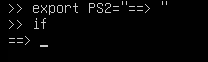 >> export PS2="==> "
>> if
==> _